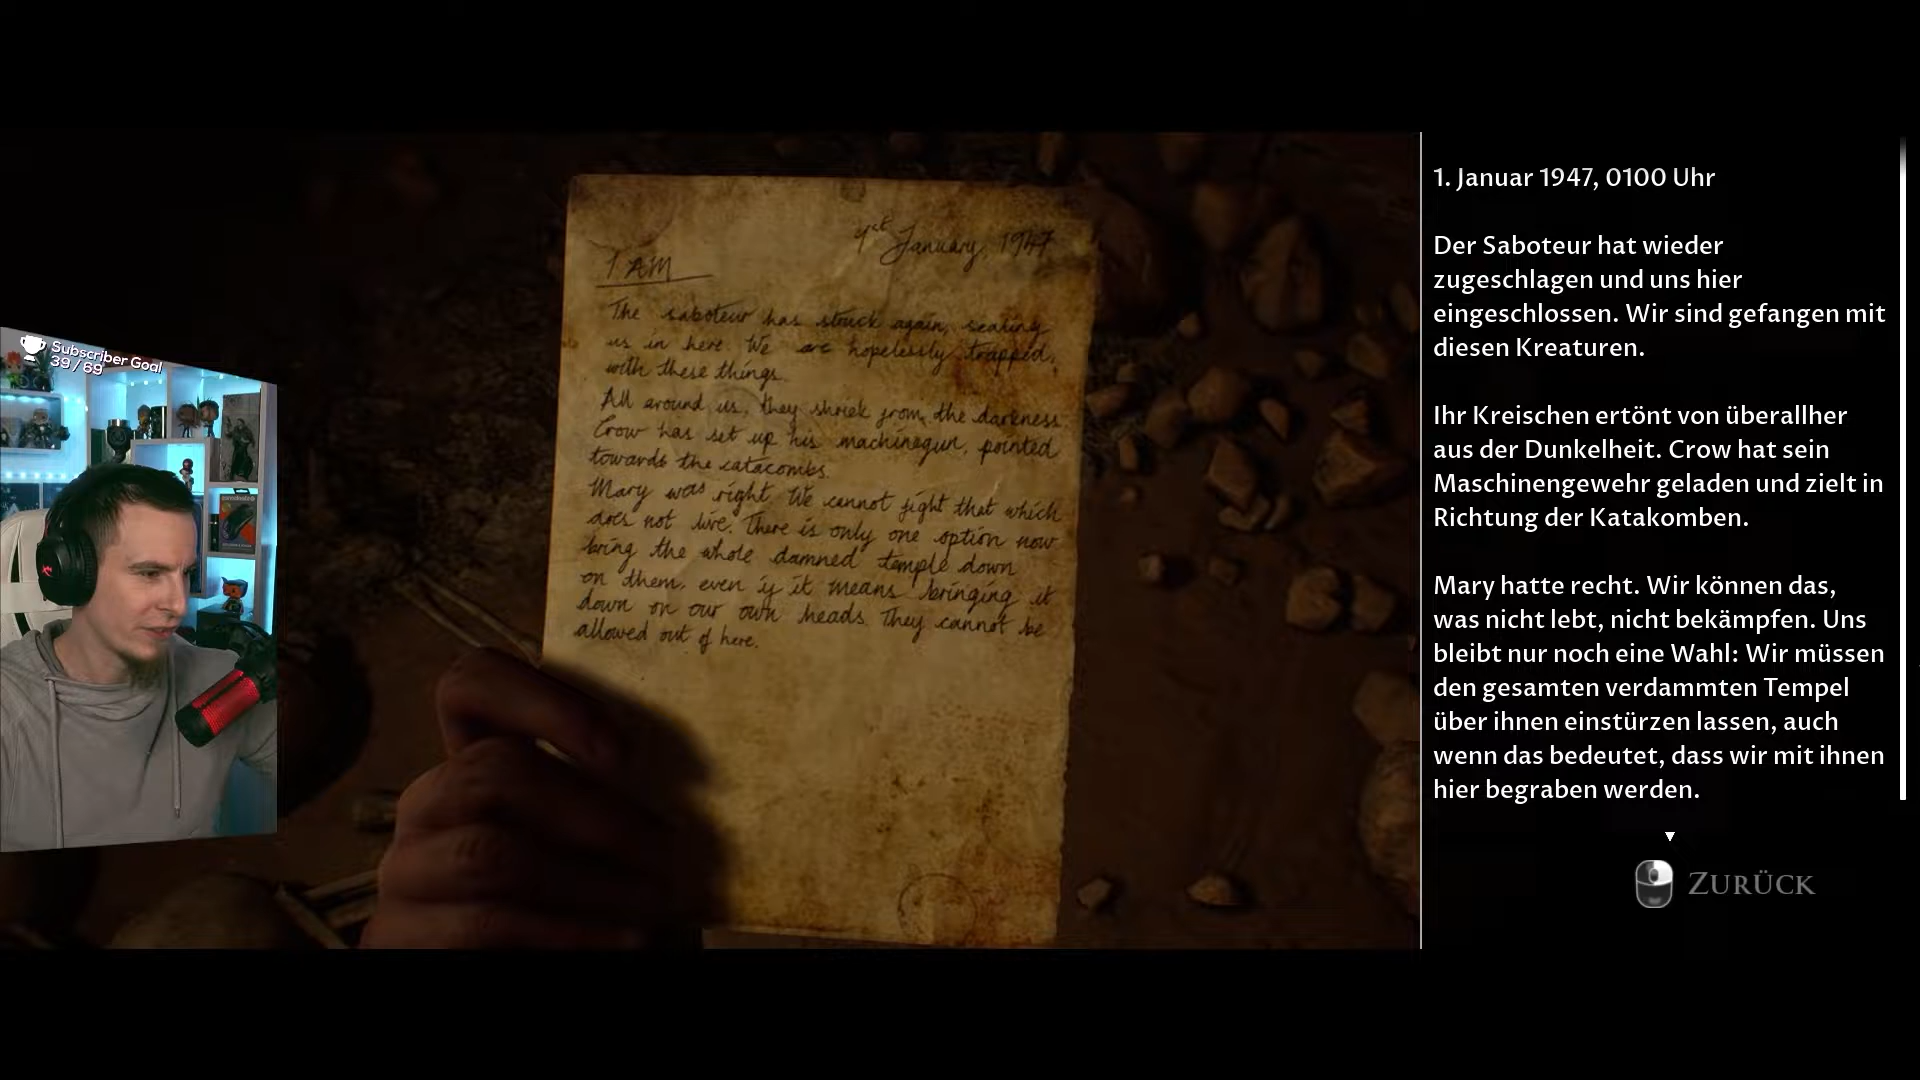 Subscriber Goal
39 / 69
1st January, 1947
1 AM
The saboteur has struck again, sealing
us in here. We are hopelessly trapped,
with these things.
All around us, they shriek from the darkness
Crow has set up his machinegun, pointed
towards the catacombs.
Mary was right. We cannot fight that which
does not live. There is only one option now
bring the whole damned temple down
on them, even if it means bringing it
down on our own heads. They cannot be
allowed out of here.
1. Januar 1947, 0100 Uhr
Der Saboteur hat wieder
zugeschlagen und uns hier
eingeschlossen. Wir sind gefangen mit
diesen Kreaturen.
Ihr Kreischen ertönt von überallher
aus der Dunkelheit. Crow hat sein
Maschinengewehr geladen und zielt in
Richtung der Katakomben.
Mary hatte recht. Wir können das,
was nicht lebt, nicht bekämpfen. Uns
bleibt nur noch eine Wahl: Wir müssen
den gesamten verdammten Tempel
über ihnen einstürzen lassen, auch
wenn das bedeutet, dass wir mit ihnen
hier begraben werden.
ZURÜCK